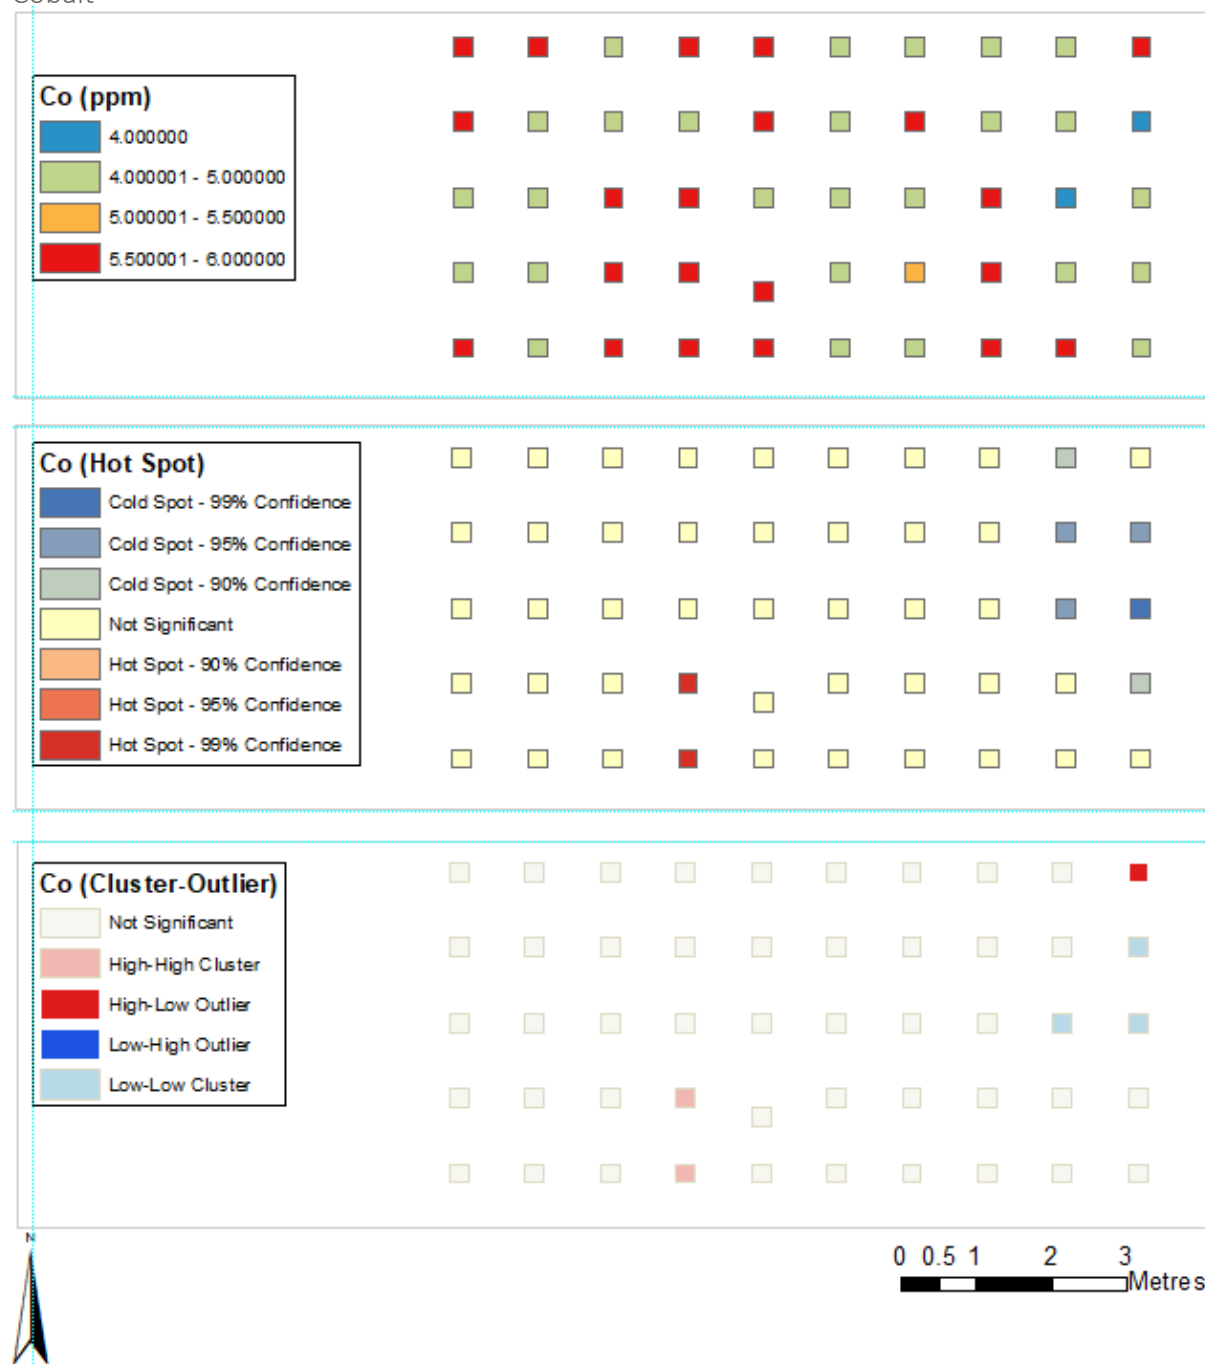 Cobalt
Co (ppm)
4.000000
4.000001 - 5.000000
5.000001 - 5.500000
5.500001 - 6.000000
Co (Hot Spot)
Cold Spot - 99% Confidence
Cold Spot - 95% Confidence
Cold Spot - 90% Confidence
Not Significant
Hot Spot - 90% Confidence
Hot Spot - 95% Confidence
Hot Spot - 99% Confidence
Co (Cluster-Outlier)
Not Significant
High-High Cluster
High-Low Outlier
Low-High Outlier
Low-Low Cluster
N
0 0.5 1 2 3
Metres